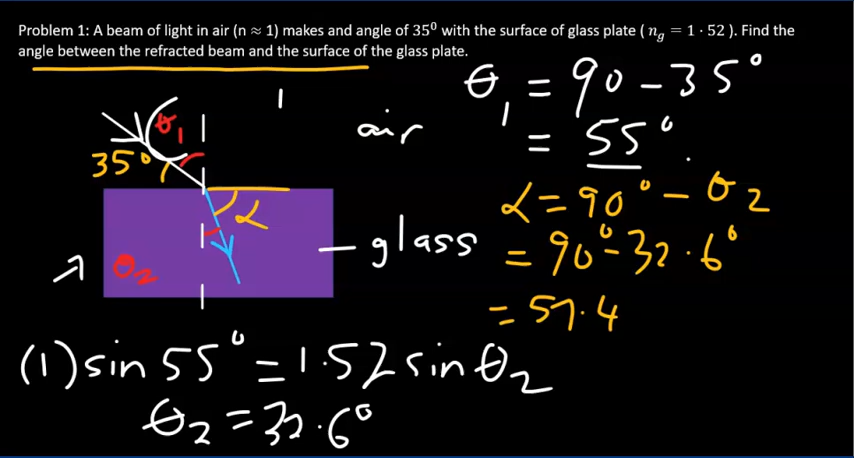 Problem 1: A beam of light in air (n ≈ 1) makes and angle of 35⁰ with the surface of glass plate ( n_g = 1 · 52 ). Find the
angle between the refracted beam and the surface of the glass plate.
θ₁ = 90 - 35°
= 55°.
θ₁
air
35°
α = 90° - θ₂
α
glass
= 90° - 32.6°
θ₂
= 57.4
(1) sin 55° = 1.52 sin θ₂
θ₂ = 32.6°